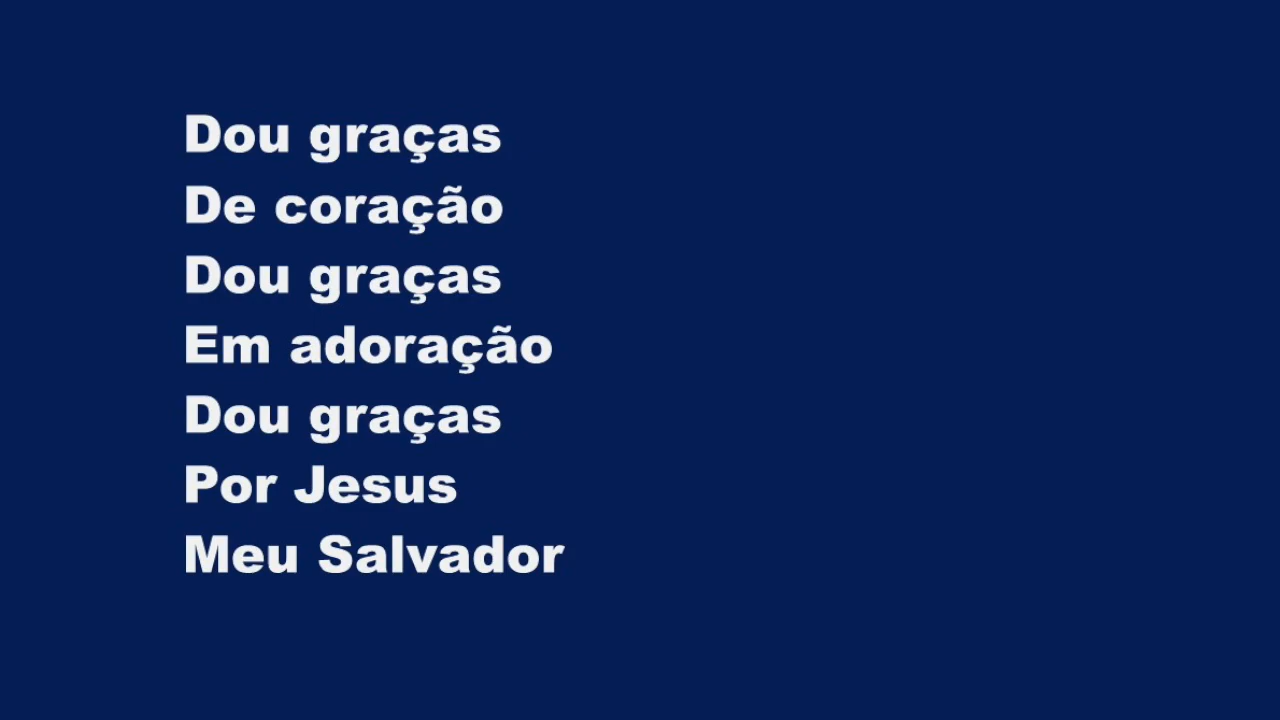 Dou graças
De coração
Dou graças
Em adoração
Dou graças
Por Jesus
Meu Salvador